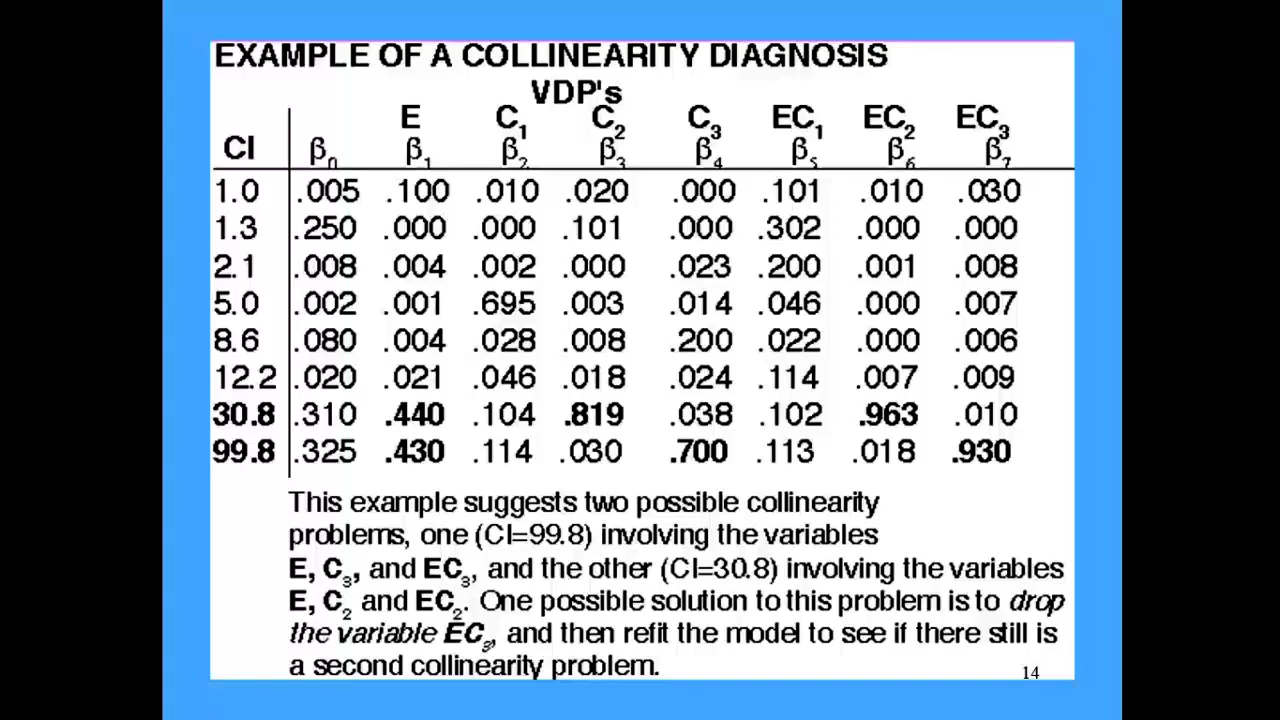 EXAMPLE OF A COLLINEARITY DIAGNOSIS
VDP's
E C1 C2 C3 EC1 EC2 EC3
CI β0 β1 β2 β3 β4 β5 β6 β7
1.0 .005 .100 .010 .020 .000 .101 .010 .030
1.3 .250 .000 .000 .101 .000 .302 .000 .000
2.1 .008 .004 .002 .000 .023 .200 .001 .008
5.0 .002 .001 .695 .003 .014 .046 .000 .007
8.6 .080 .004 .028 .008 .200 .022 .000 .006
12.2 .020 .021 .046 .018 .024 .114 .007 .009
30.8 .310 .440 .104 .819 .038 .102 .963 .010
99.8 .325 .430 .114 .030 .700 .113 .018 .930
This example suggests two possible collinearity
problems, one (CI=99.8) involving the variables
E, C3, and EC3, and the other (CI=30.8) involving the variables
E, C2 and EC2. One possible solution to this problem is to drop
the variable EC3, and then refit the model to see if there still is
a second collinearity problem.
14